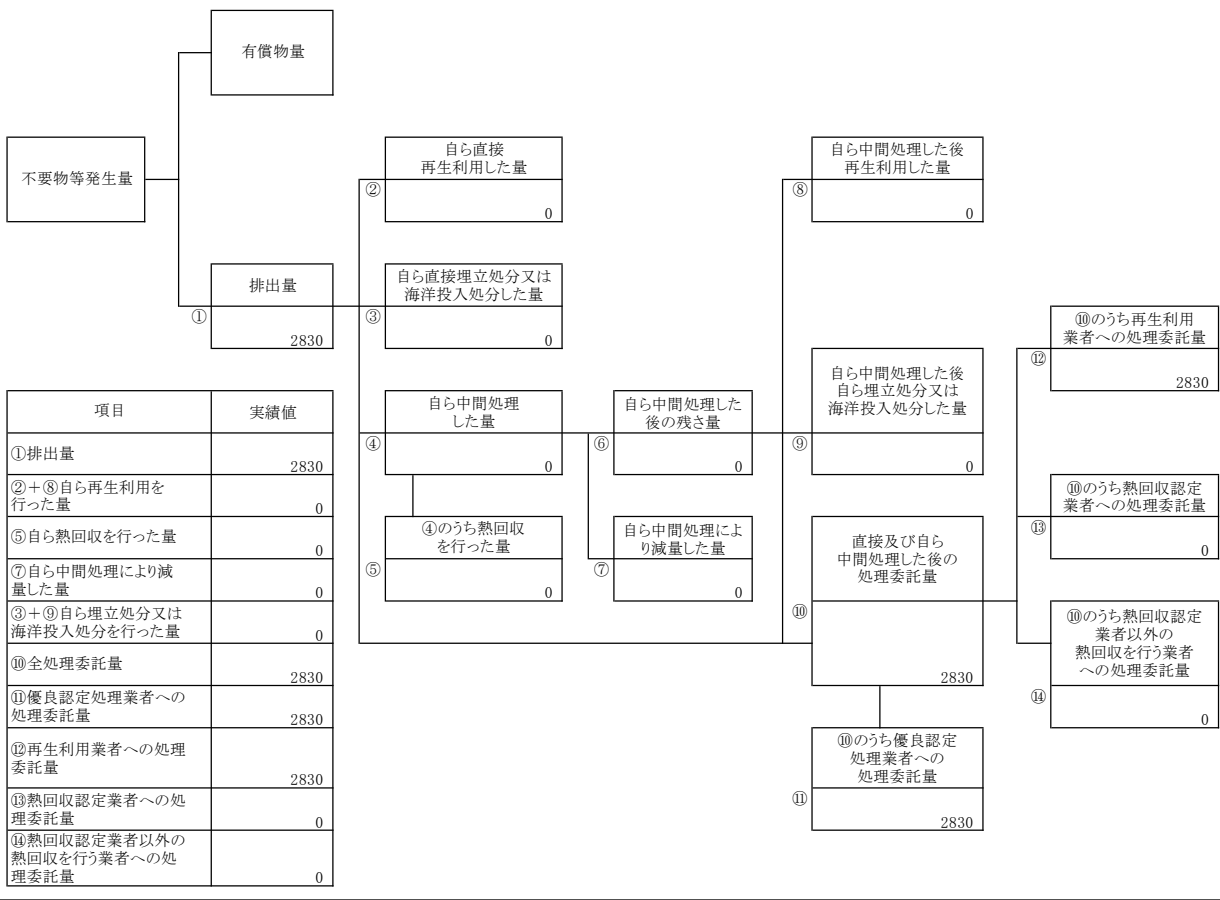 有償物量
不要物等発生量
自ら直接
再生利用した量
②
0
自ら中間処理した後
再生利用した量
⑧
0
排出量
①
2830
自ら直接埋立処分又は
海洋投入処分した量
③
0
⑩のうち再生利用
業者への処理委託量
⑫
2830
自ら中間処理した後
自ら埋立処分又は
海洋投入処分した量
⑨
0
自ら中間処理
した量
④
0
自ら中間処理した
後の残さ量
⑥
0
⑩のうち熱回収認定
業者への処理委託量
⑬
0
④のうち熱回収
を行った量
⑤
0
自ら中間処理によ
り減量した量
⑦
0
直接及び自ら
中間処理した後の
処理委託量
⑩
2830
⑩のうち熱回収認定
業者以外の
熱回収を行う業者
への処理委託量
⑭
0
⑩のうち優良認定
処理業者への
処理委託量
⑪
2830
項目 実績値
①排出量 2830
②+⑧自ら再生利用を
行った量 0
⑤自ら熱回収を行った量 0
⑦自ら中間処理により減
量した量 0
③+⑨自ら埋立処分又は
海洋投入処分を行った量 0
⑩全処理委託量 2830
⑪優良認定処理業者への
処理委託量 2830
⑫再生利用業者への処理
委託量 2830
⑬熱回収認定業者への処
理委託量 0
⑭熱回収認定業者以外の
熱回収を行う業者への処
理委託量 0